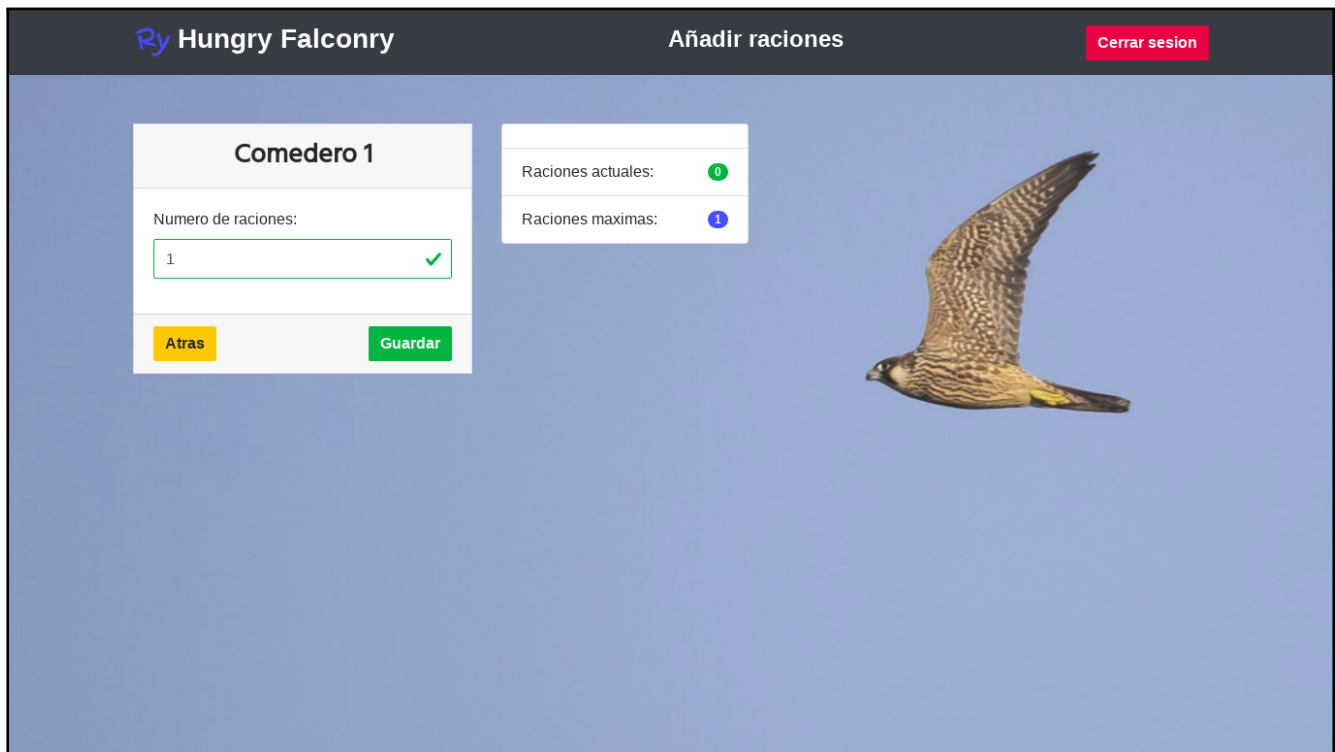 Ry Hungry Falconry
Añadir raciones
Cerrar sesion
Comedero 1
Numero de raciones:
1
Atras
Guardar
Raciones actuales:
0
Raciones maximas:
1